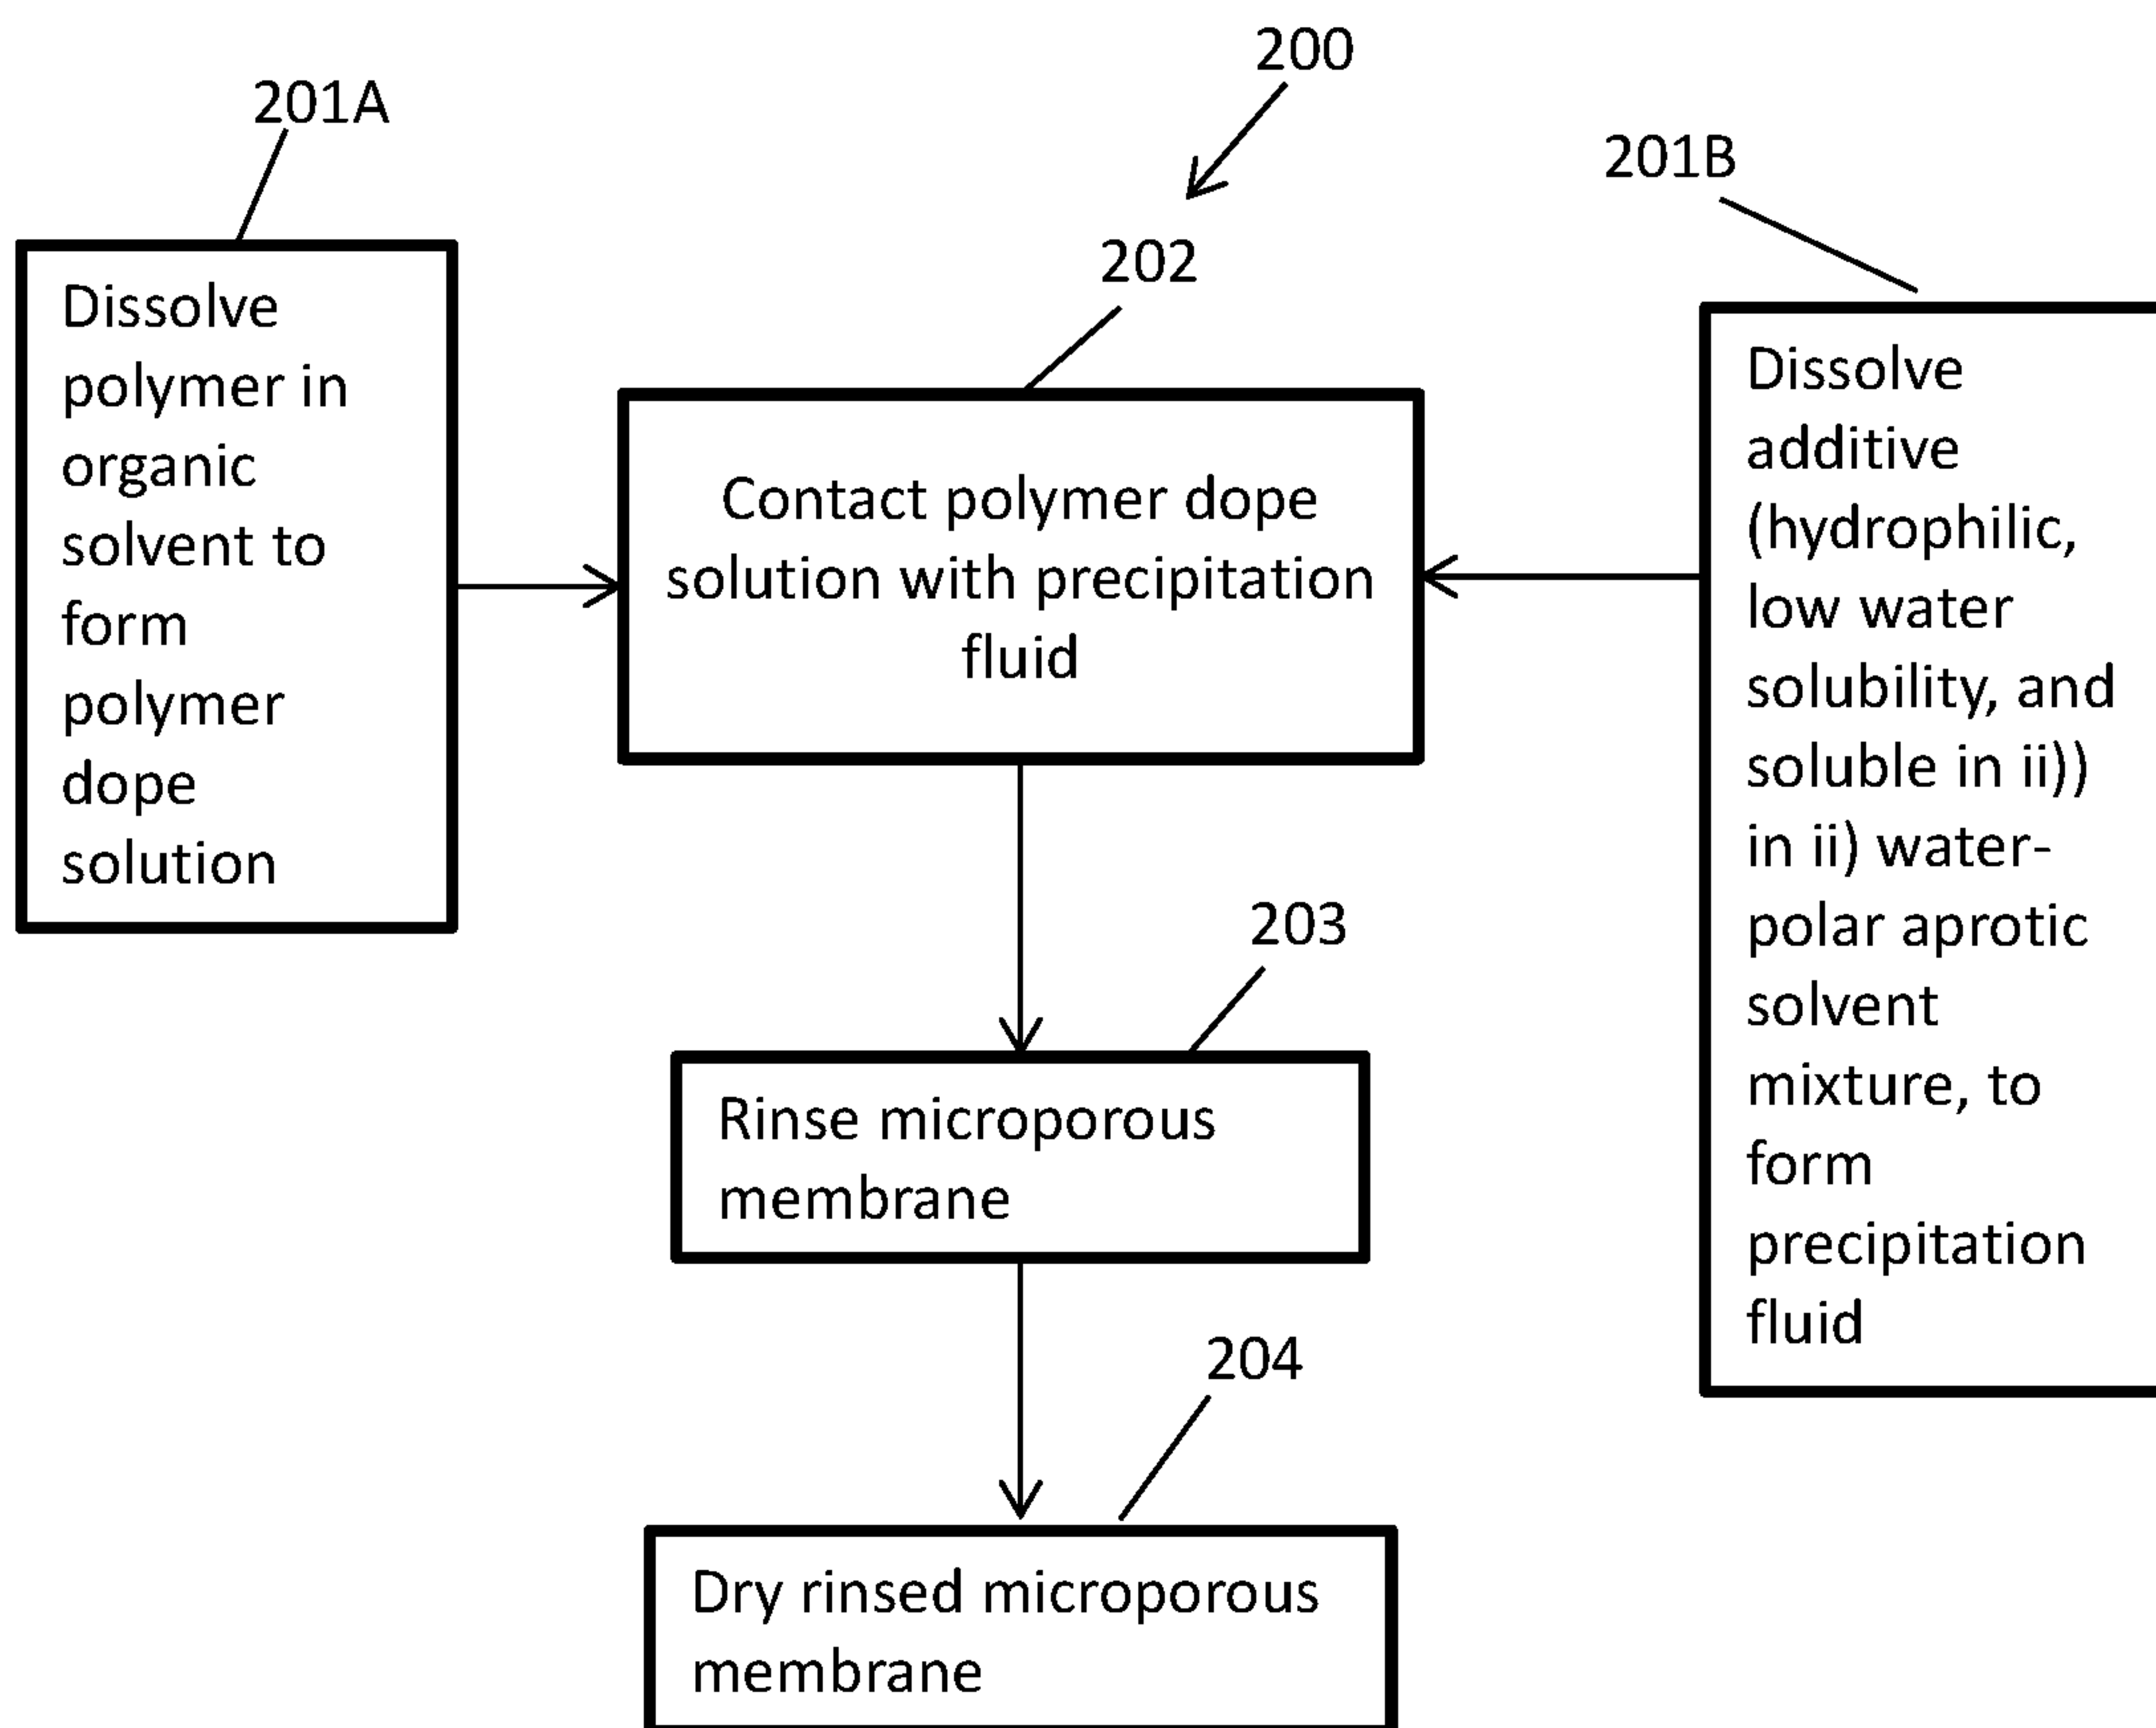 200
201A
201B
202
Dissolve
polymer in
organic
solvent to
form
polymer
dope
solution
Contact polymer dope
solution with precipitation
fluid
Dissolve
additive
(hydrophilic,
low water
solubility, and
soluble in ii))
in ii) water-
polar aprotic
solvent
mixture, to
form
precipitation
fluid
203
Rinse microporous
membrane
204
Dry rinsed microporous
membrane